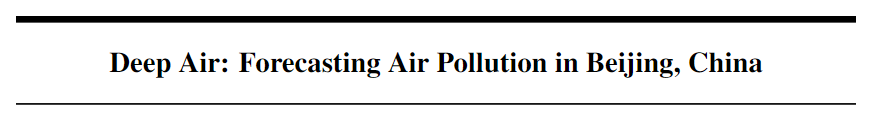 Deep Air: Forecasting Air Pollution in Beijing, China